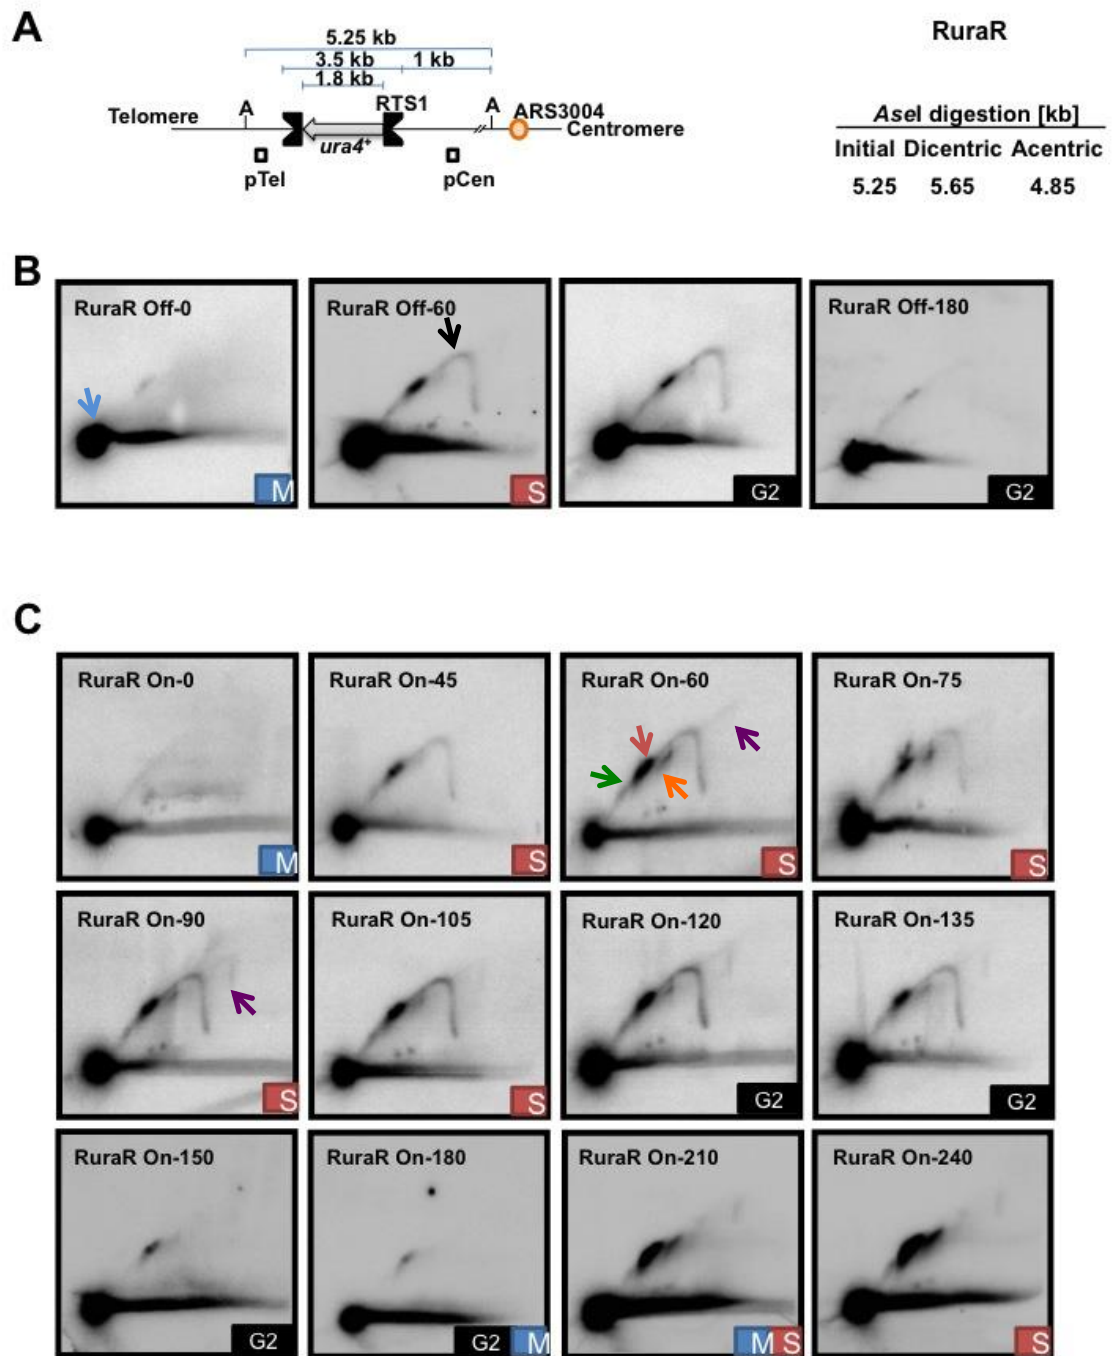 A
5.25 kb
3.5 kb
1 kb
1.8 kb
RTS1
A
A
ARS3004
Telomere
Centromere
ura4+
pTel
pCen
RuraR
AseI digestion [kb]
Initial Dicentric Acentric
5.25 5.65 4.85
B
RuraR Off-0
M
RuraR Off-60
S
G2
RuraR Off-180
G2
C
RuraR On-0
M
RuraR On-45
S
RuraR On-60
S
RuraR On-75
S
RuraR On-90
S
RuraR On-105
S
RuraR On-120
G2
RuraR On-135
G2
RuraR On-150
G2
RuraR On-180
G2 M
RuraR On-210
M S
RuraR On-240
S